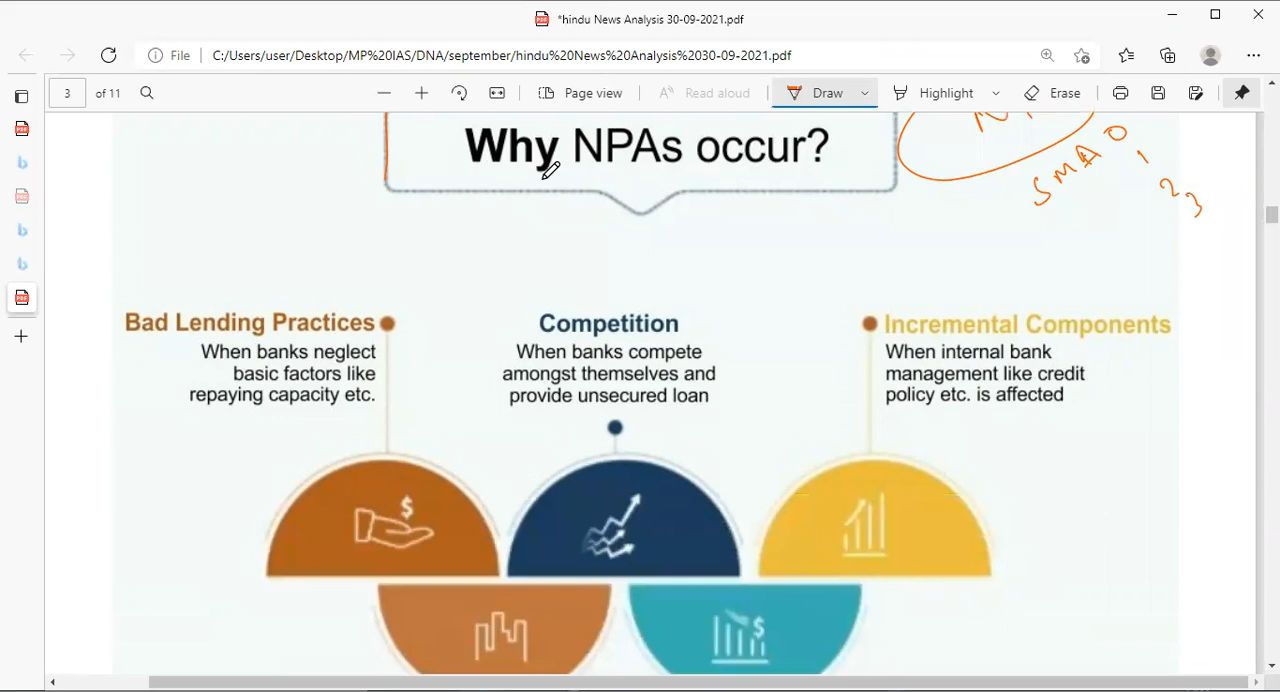 *hindu News Analysis 30-09-2021.pdf
File
C:/Users/user/Desktop/MP%20IAS/DNA/september/hindu%20News%20Analysis%2030-09-2021.pdf
3 of 11
Page view
Read aloud
Draw
Highlight
Erase
Why NPAs occur?
SMA 0
1
2
3
Bad Lending Practices
When banks neglect
basic factors like
repaying capacity etc.
Competition
When banks compete
amongst themselves and
provide unsecured loan
Incremental Components
When internal bank
management like credit
policy etc. is affected